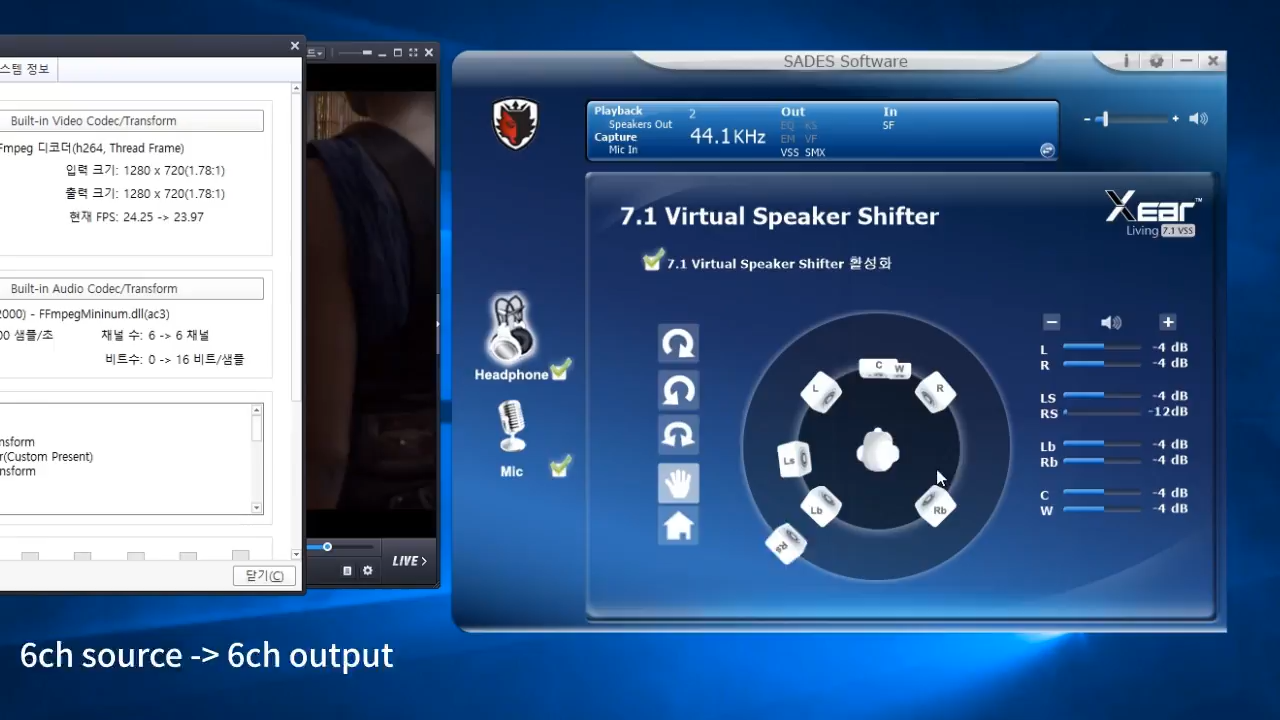 스템 정보
Built-in Video Codec/Transform
Fmpeg 디코더(h264, Thread Frame)
입력 크기: 1280 x 720(1.78:1)
출력 크기: 1280 x 720(1.78:1)
현재 FPS: 24.25 -> 23.97
Built-in Audio Codec/Transform
2000) - FFmpegMininum.dll(ac3)
00 샘플/초 채널 수: 6 -> 6 채널
비트수: 0 -> 16 비트/샘플
nsform
r(Custom Present)
nsform
닫기(C)
LIVE >
SADES Software
Playback 2 Out In
Speakers Out EQ KS SF
Capture 44.1KHz EM VF
Mic In VSS SMX
7.1 Virtual Speaker Shifter
Xear™
Living 7.1 VSS
7.1 Virtual Speaker Shifter 활성화
Headphone
Mic
C W
L R
Ls
Lb Rb
Rs
L -4 dB
R -4 dB
LS -4 dB
RS -12dB
Lb -4 dB
Rb -4 dB
C -4 dB
W -4 dB
6ch source -> 6ch output